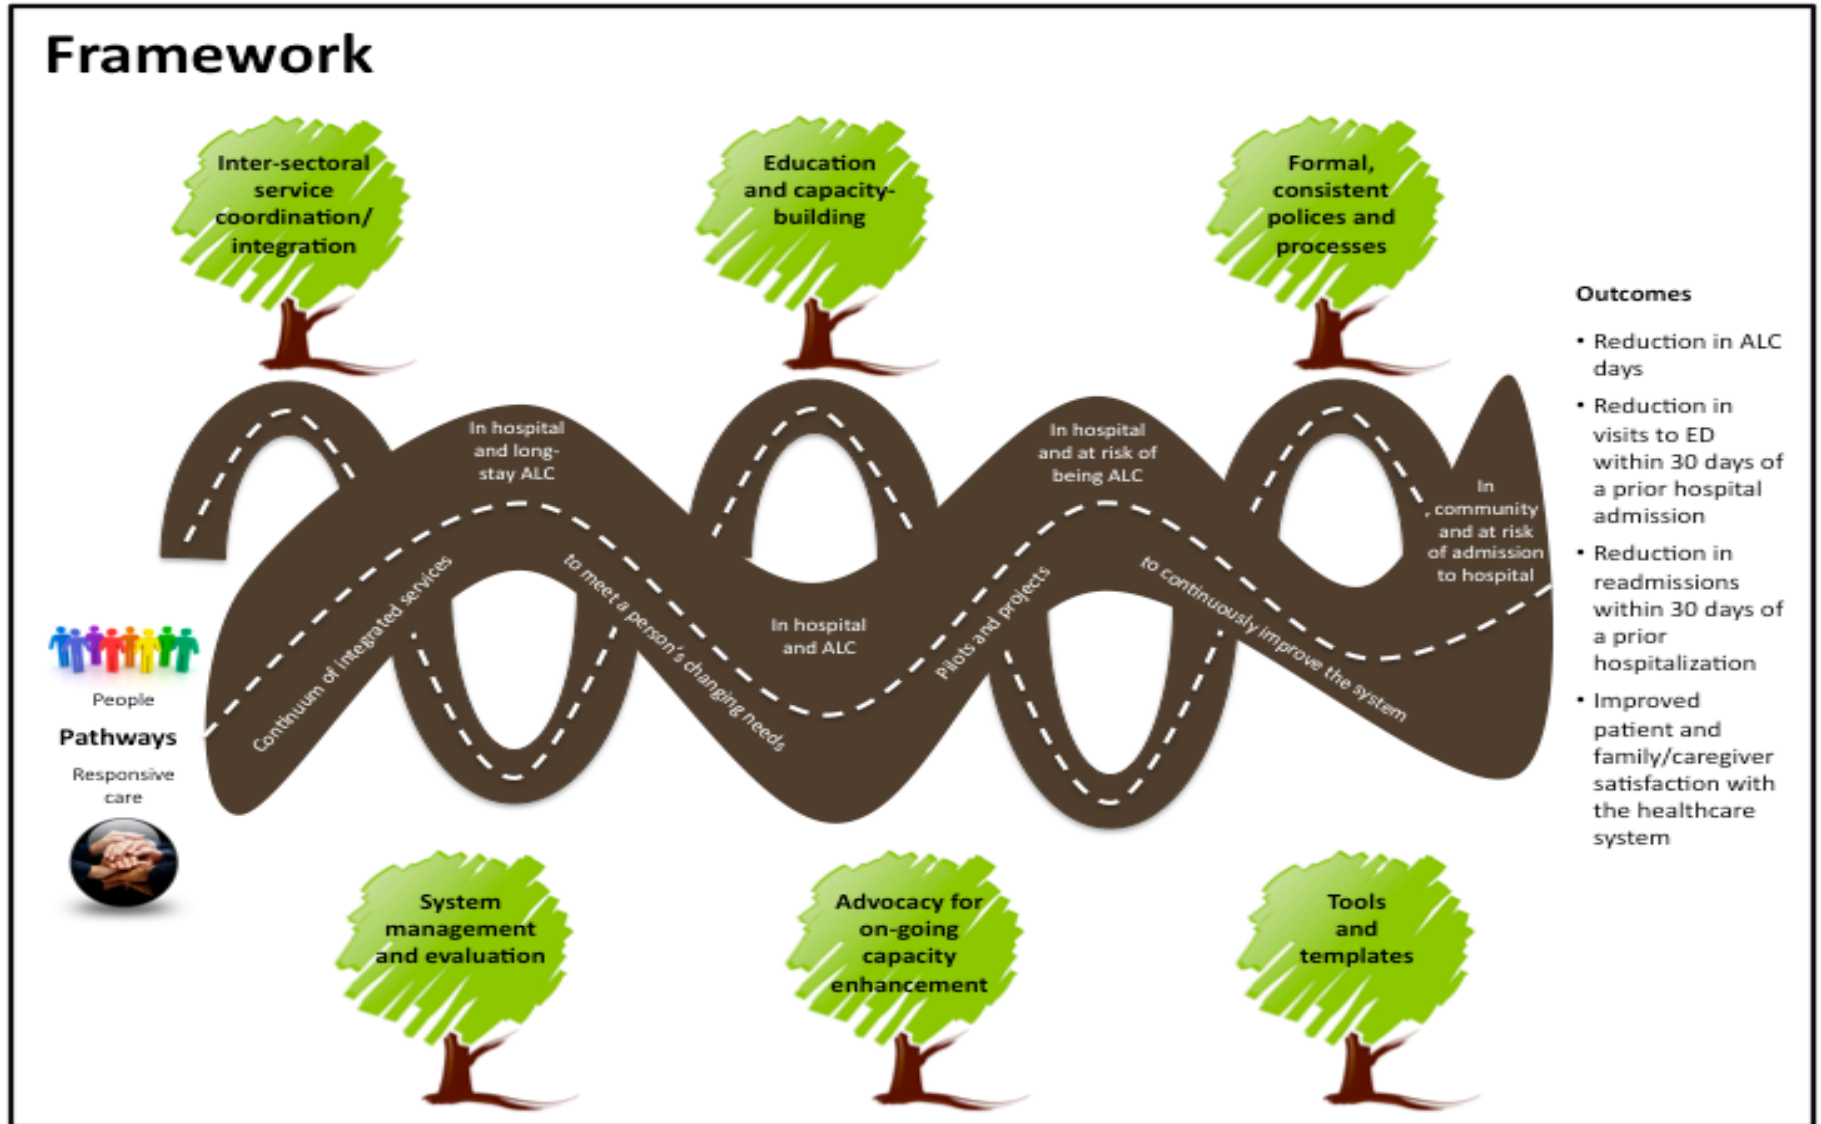 Framework
Inter-sectoral
service
coordination/
integration
Education
and capacity-
building
Formal,
consistent
polices and
processes
In hospital
and long-
stay ALC
In hospital
and at risk of
being ALC
In
community
and at risk
of admission
to hospital
In hospital
and ALC
Continuum of integrated services
to meet a person's changing needs
Pilots and projects
to continuously improve the system
People
Pathways
Responsive
care
System
management
and evaluation
Advocacy for
on-going
capacity
enhancement
Tools
and
templates
Outcomes
• Reduction in ALC
days
• Reduction in
visits to ED
within 30 days of
a prior hospital
admission
• Reduction in
readmissions
within 30 days of
a prior
hospitalization
• Improved
patient and
family/caregiver
satisfaction with
the healthcare
system